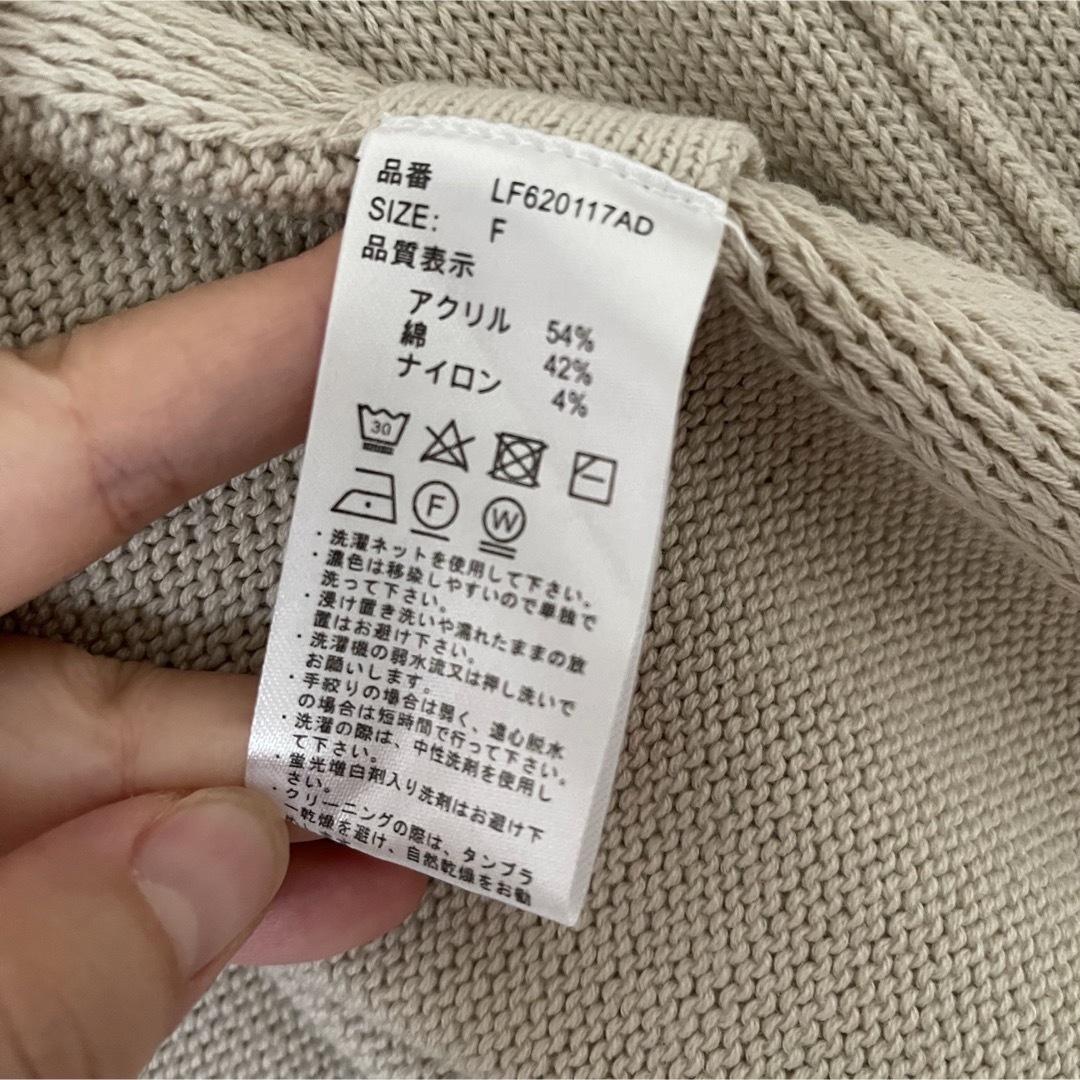 品番 LF620117AD
SIZE: F
品質表示
アクリル 54%
綿 42%
ナイロン 4%
30
F W
・洗濯ネットを使用して下さい。
・濃色は移染しやすいので単独で
洗って下さい。
・浸け置き洗いや濡れたままの放
置はお避け下さい。
・洗濯機の弱水流又は押し洗いで
お願いします。
・手絞りの場合は弱く、遠心脱水
の場合は短時間で行って下さい。
・洗濯の際は、中性洗剤を使用し
て下さい。
・蛍光増白剤入り洗剤はお避け下
さい。
・クリーニングの際は、タンブラ
ー乾燥を避け、自然乾燥をお勧